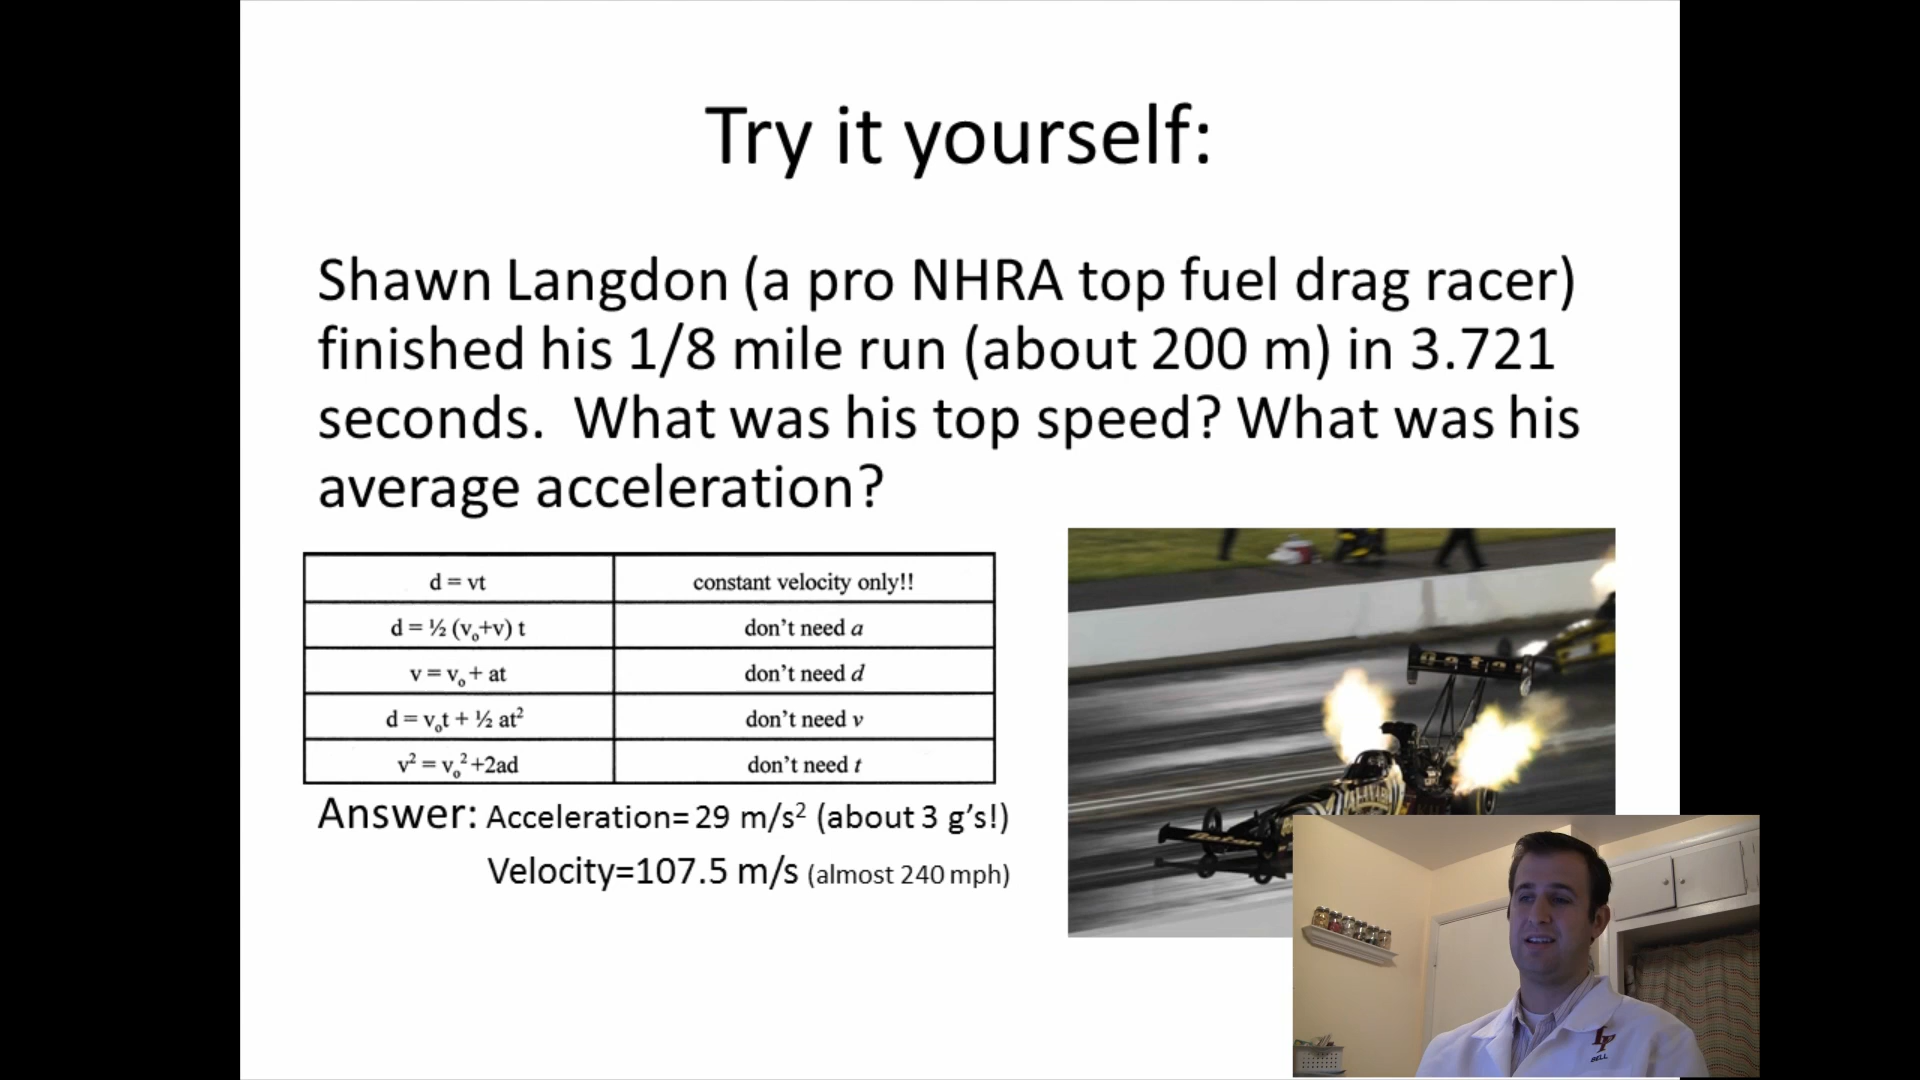 Try it yourself:
Shawn Langdon (a pro NHRA top fuel drag racer)
finished his 1/8 mile run (about 200 m) in 3.721
seconds.  What was his top speed? What was his
average acceleration?
d = vt constant velocity only!!
d = ½ (vₒ+v) t don't need a
v = vₒ + at don't need d
d = vₒt + ½ at² don't need v
v² = vₒ² +2ad don't need t
Answer: Acceleration= 29 m/s² (about 3 g's!)
Velocity=107.5 m/s (almost 240 mph)
BELL